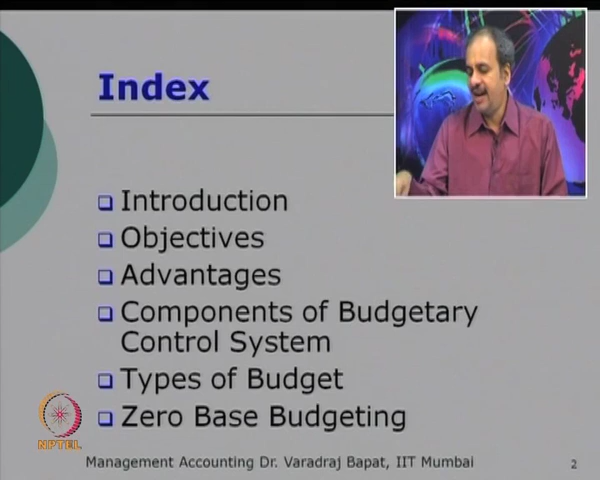 Index
Introduction
Objectives
Advantages
Components of Budgetary
Control System
Types of Budget
Zero Base Budgeting
NPTEL
Management Accounting Dr. Varadraj Bapat, IIT Mumbai
2